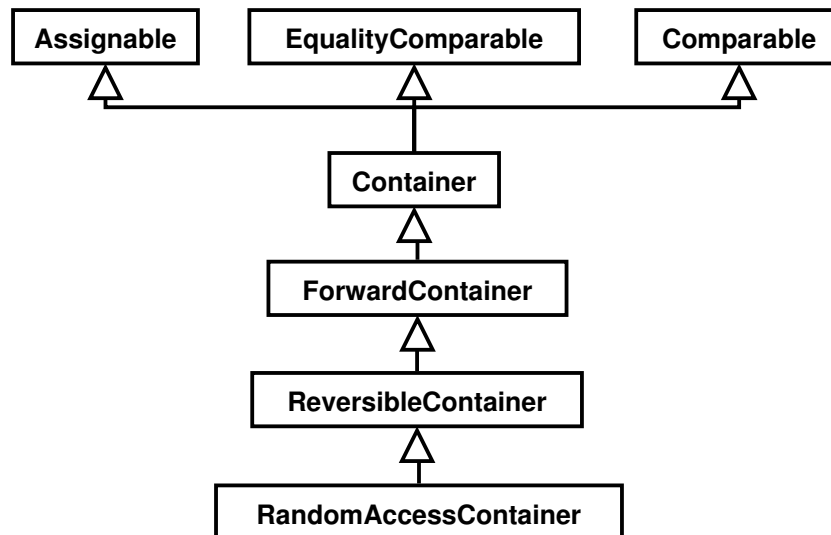 Assignable EqualityComparable Comparable
Container
ForwardContainer
ReversibleContainer
RandomAccessContainer